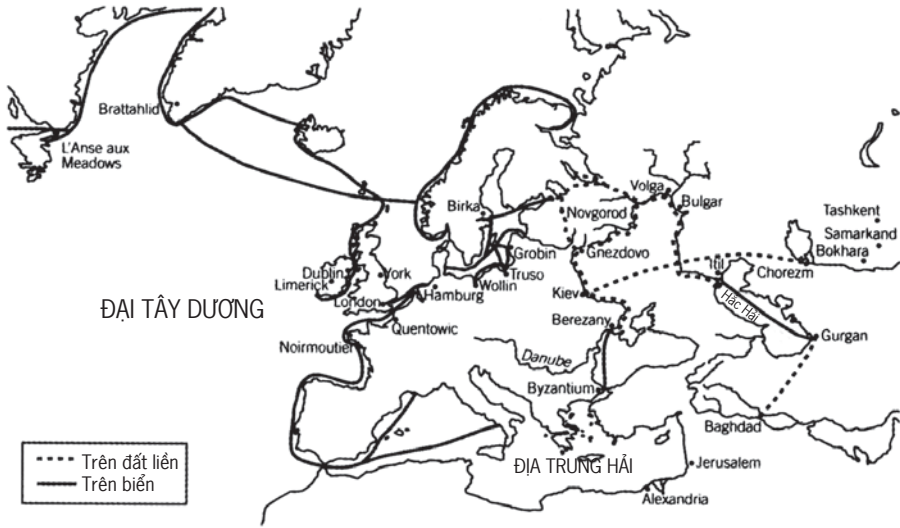 Brattahlid
L'Anse aux
Meadows
Birka
Novgorod
Volga
Bulgar
Tashkent
Samarkand
Bokhara
Chorezm
Itil
Hắc Hải
Gurgan
Grobin
Gnezdovo
Truso
Wollin
Hamburg
Dublin
Limerick
York
London
Quentowic
Noirmoutier
Kiev
Berezany
Danube
Byzantium
Baghdad
Jerusalem
Alexandria
ĐẠI TÂY DƯƠNG
ĐỊA TRUNG HẢI
Trên đất liền
Trên biển